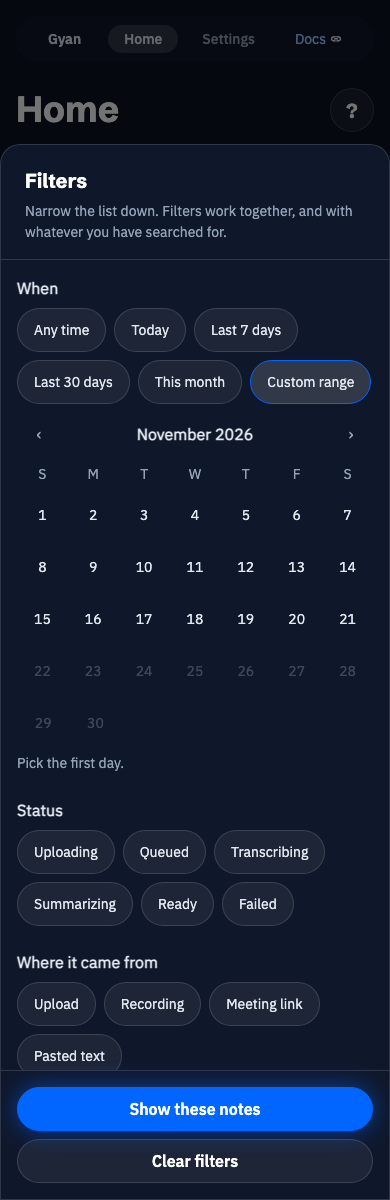 Gyan Home Settings Docs
Home
?
Filters
Narrow the list down. Filters work together, and with
whatever you have searched for.
When
Any time Today Last 7 days
Last 30 days This month Custom range
‹ November 2026 ›
S M T W T F S
1 2 3 4 5 6 7
8 9 10 11 12 13 14
15 16 17 18 19 20 21
22 23 24 25 26 27 28
29 30
Pick the first day.
Status
Uploading Queued Transcribing
Summarizing Ready Failed
Where it came from
Upload Recording Meeting link
Pasted text
Show these notes
Clear filters